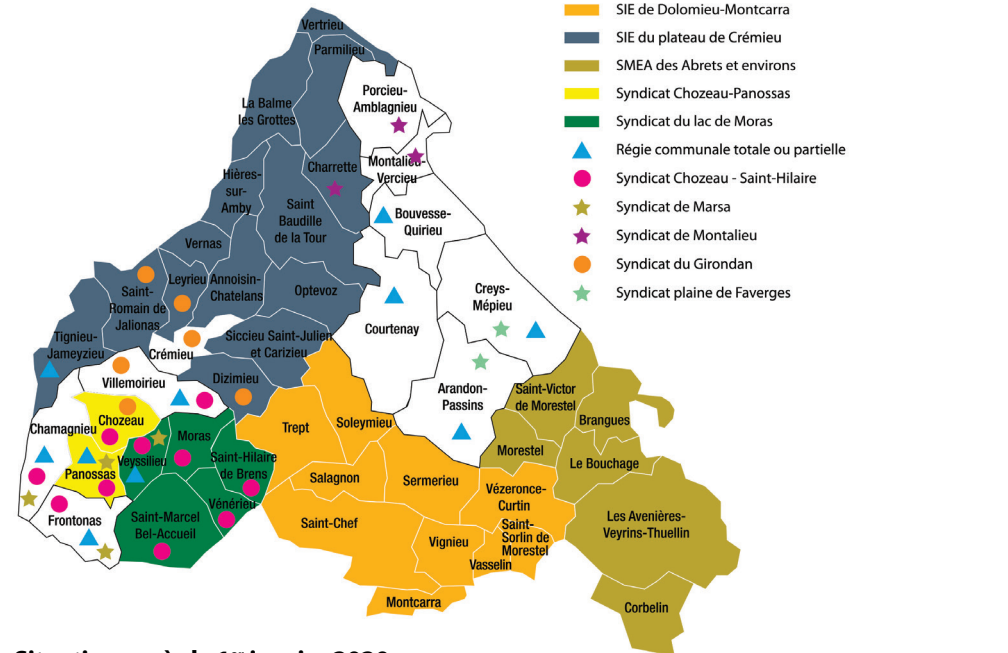 SIE de Dolomieu-Montcarra
SIE du plateau de Crémieu
SMEA des Abrets et environs
Syndicat Chozeau-Panossas
Syndicat du lac de Moras
Régie communale totale ou partielle
Syndicat Chozeau - Saint-Hilaire
Syndicat de Marsa
Syndicat de Montalieu
Syndicat du Girondan
Syndicat plaine de Faverges
Vertrieu
Parmilieu
Porcieu-
Amblagnieu
La Balme
les Grottes
Charrette
Montalieu-
Vercieu
Hières-
sur-
Amby
Saint
Baudille
de la Tour
Bouvesse-
Quirieu
Vernas
Leyrieu
Annoisin-
Chatelans
Optevoz
Creys-
Mépieu
Saint-
Romain de
Jalionas
Courtenay
Tignieu-
Jameyzieu
Crémieu
Siccieu Saint-Julien
et Carizieu
Villemoirieu
Dizimieu
Arandon-
Passins
Saint-Victor
de Morestel
Brangues
Chozeau
Chamagnieu
Trept
Soleymieu
Moras
Morestel
Veyssilieu
Saint-Hilaire
de Brens
Le Bouchage
Panossas
Salagnon
Sermerieu
Vézeronce-
Curtin
Vénérieu
Frontonas
Saint-Marcel
Bel-Accueil
Saint-Chef
Saint-
Sorlin de
Morestel
Les Avenières-
Veyrins-Thuellin
Vignieu
Vasselin
Montcarra
Corbelin